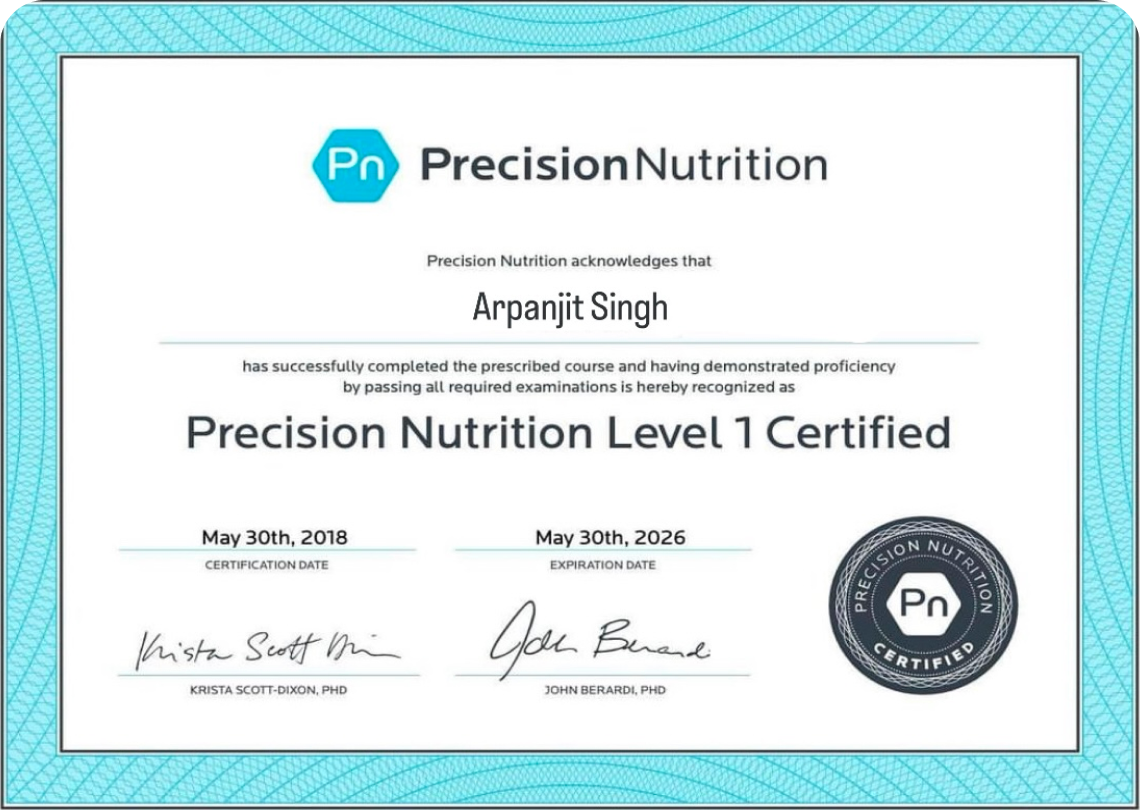 Pn PrecisionNutrition
Precision Nutrition acknowledges that
Arpanjit Singh
has successfully completed the prescribed course and having demonstrated proficiency
by passing all required examinations is hereby recognized as
Precision Nutrition Level 1 Certified
May 30th, 2018
CERTIFICATION DATE
May 30th, 2026
EXPIRATION DATE
Krista Scott Dixon
KRISTA SCOTT-DIXON, PHD
John Berardi
JOHN BERARDI, PHD
PRECISION NUTRITION
Pn
CERTIFIED